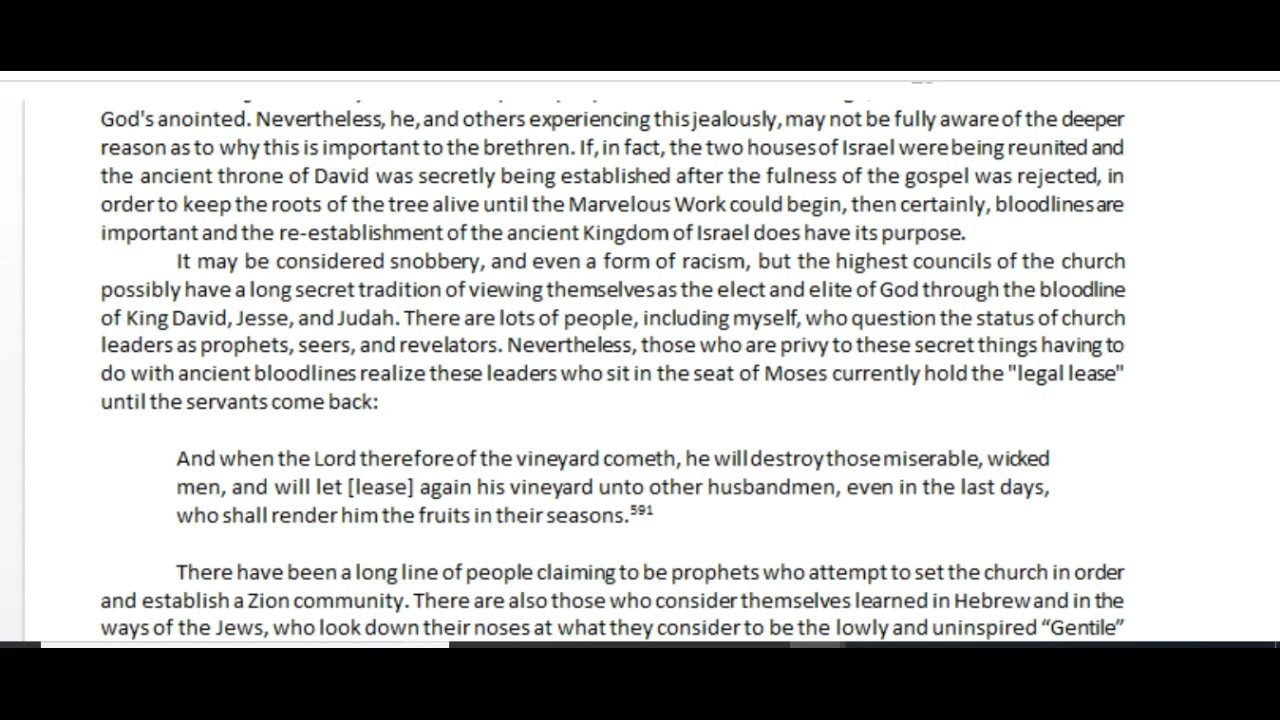 God's anointed. Nevertheless, he, and others experiencing this jealously, may not be fully aware of the deeper
reason as to why this is important to the brethren. If, in fact, the two houses of Israel were being reunited and
the ancient throne of David was secretly being established after the fulness of the gospel was rejected, in
order to keep the roots of the tree alive until the Marvelous Work could begin, then certainly, bloodlines are
important and the re-establishment of the ancient Kingdom of Israel does have its purpose.
It may be considered snobbery, and even a form of racism, but the highest councils of the church
possibly have a long secret tradition of viewing themselves as the elect and elite of God through the bloodline
of King David, Jesse, and Judah. There are lots of people, including myself, who question the status of church
leaders as prophets, seers, and revelators. Nevertheless, those who are privy to these secret things having to
do with ancient bloodlines realize these leaders who sit in the seat of Moses currently hold the "legal lease"
until the servants come back:
And when the Lord therefore of the vineyard cometh, he will destroy those miserable, wicked
men, and will let [lease] again his vineyard unto other husbandmen, even in the last days,
who shall render him the fruits in their seasons.⁵⁹¹
There have been a long line of people claiming to be prophets who attempt to set the church in order
and establish a Zion community. There are also those who consider themselves learned in Hebrew and in the
ways of the Jews, who look down their noses at what they consider to be the lowly and uninspired “Gentile”